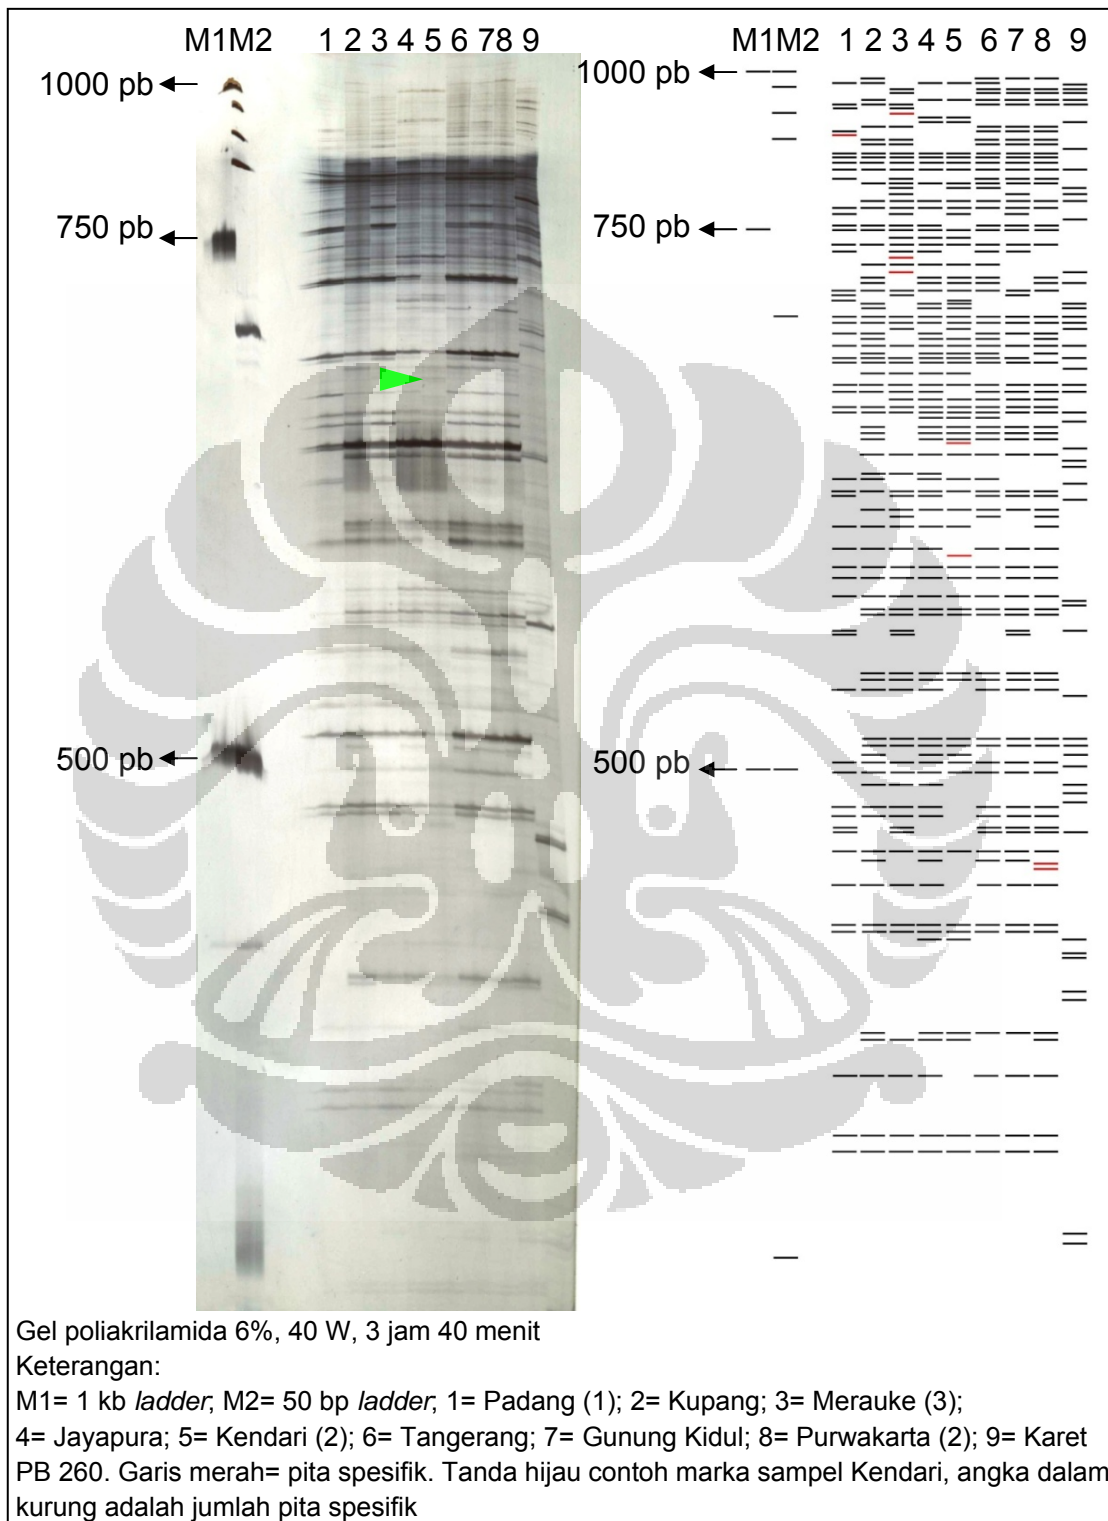 M1M2 1 2 3 4 5 6 78 9 M1M2 1 2 3 4 5 6 7 8 9
1000 pb 1000 pb
750 pb 750 pb
500 pb 500 pb
Gel poliakrilamida 6%, 40 W, 3 jam 40 menit
Keterangan:
M1= 1 kb ladder; M2= 50 bp ladder; 1= Padang (1); 2= Kupang; 3= Merauke (3);
4= Jayapura; 5= Kendari (2); 6= Tangerang; 7= Gunung Kidul; 8= Purwakarta (2); 9= Karet
PB 260. Garis merah= pita spesifik. Tanda hijau contoh marka sampel Kendari, angka dalam
kurung adalah jumlah pita spesifik